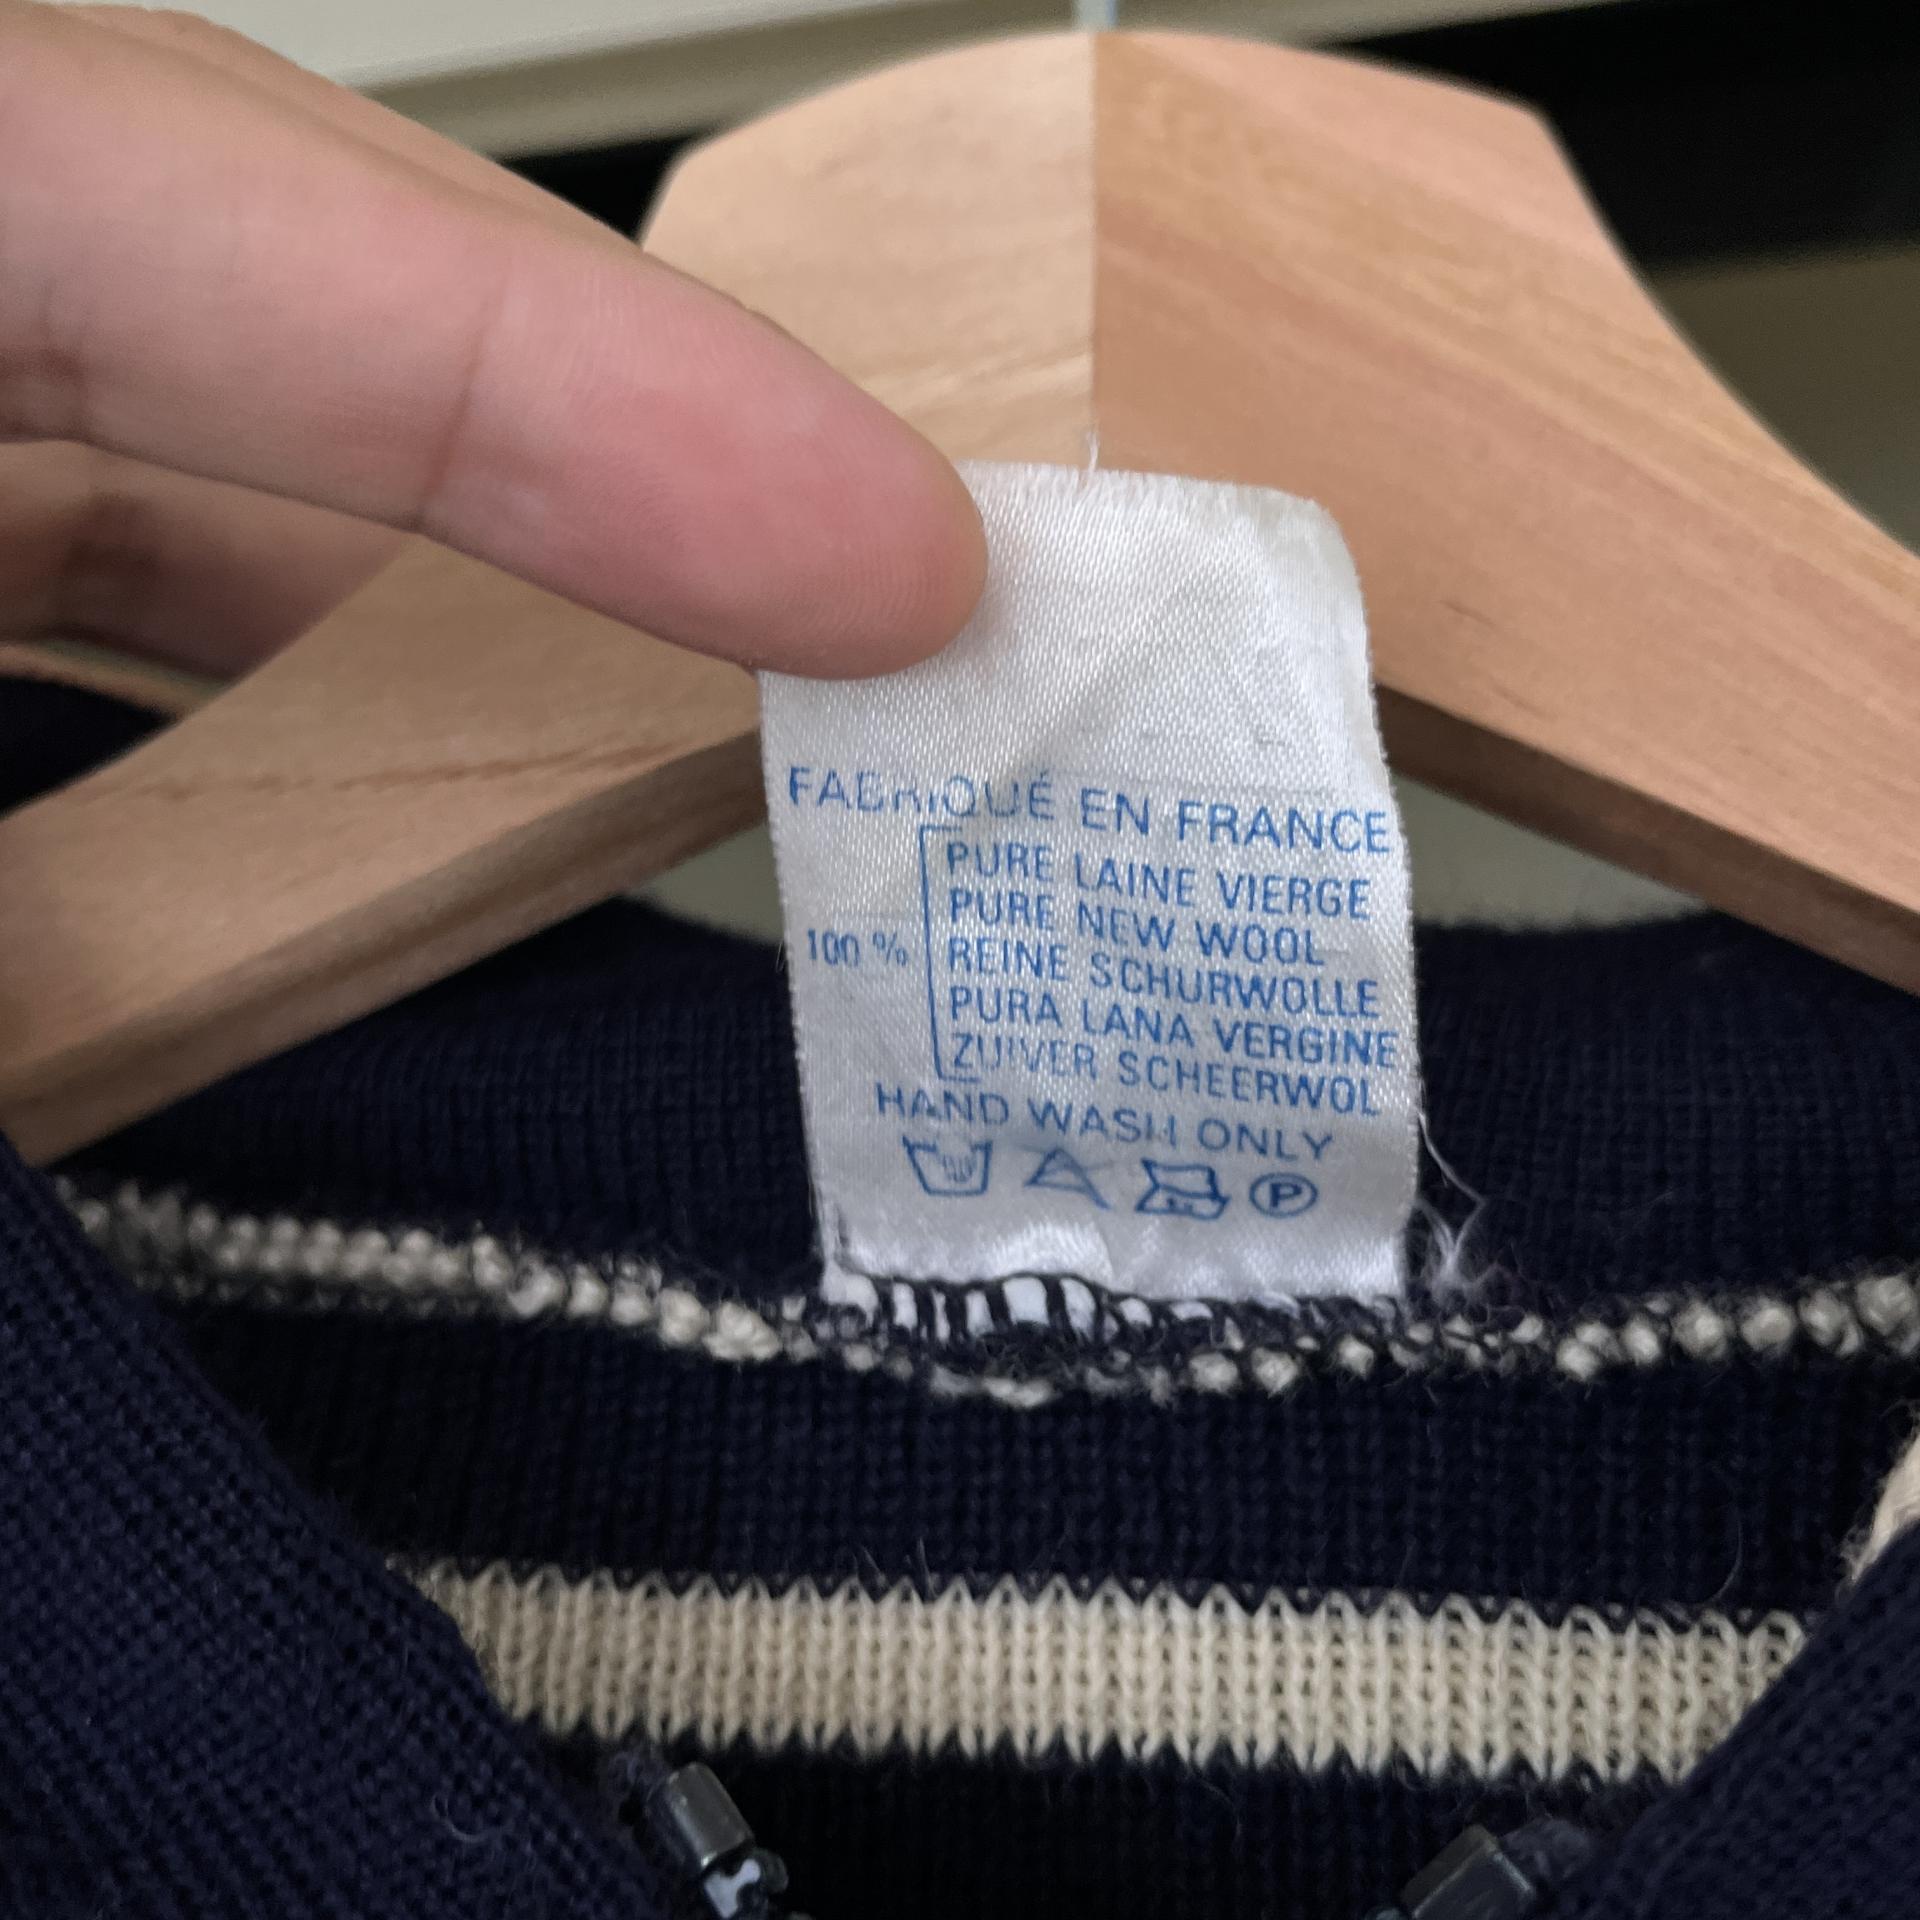 FABRIQUÉ EN FRANCE
PURE LAINE VIERGE
PURE NEW WOOL
100 % REINE SCHURWOLLE
PURA LANA VERGINE
ZUIVER SCHEERWOL
HAND WASH ONLY
P